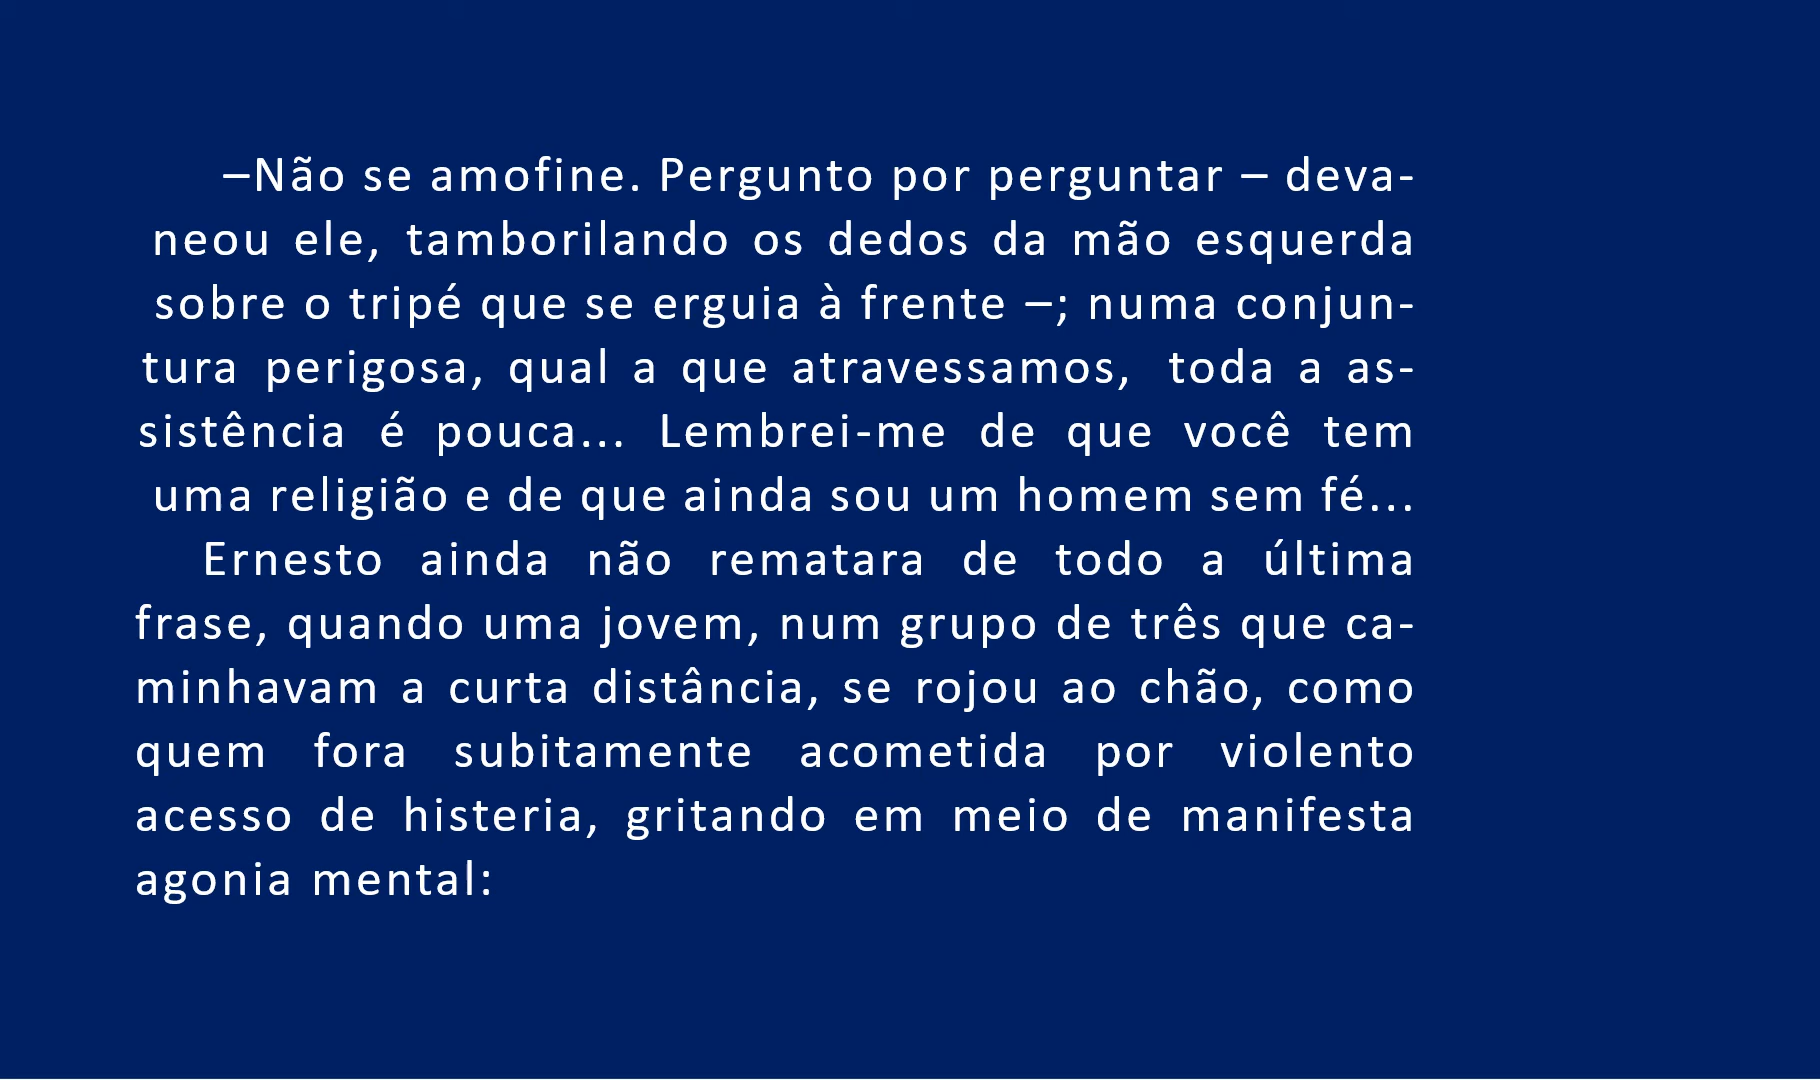 –Não se amofine. Pergunto por perguntar – deva-
neou ele, tamborilando os dedos da mão esquerda
sobre o tripé que se erguia à frente –; numa conjun-
tura perigosa, qual a que atravessamos, toda a as-
sistência é pouca... Lembrei-me de que você tem
uma religião e de que ainda sou um homem sem fé...
Ernesto ainda não rematara de todo a última
frase, quando uma jovem, num grupo de três que ca-
minhavam a curta distância, se rojou ao chão, como
quem fora subitamente acometida por violento
acesso de histeria, gritando em meio de manifesta
agonia mental: